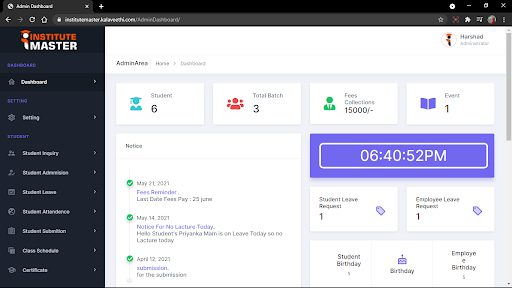 Admin Dashboard
institutemaster.kalaveethi.com/AdminDashboard/
INSTITUTE
MASTER
Harshad
Administrator
DASHBOARD
Dashboard
SETTING
Setting
STUDENT
Student Inquiry
Student Admnission
Student Leave
Student Attendence
Student Submition
Class Schedule
Certificate
AdminArea
Home
Dashboard
Student
6
Total Batch
3
Fees
Collections
15000/-
Event
1
Notice
May 21, 2021
Fees Reminder .
Last Date Fees Pay : 25 june
May 14, 2021
Notice For No Lacture Today.
Hello Student's Priyanka Mam is on Leave Today so no
Lacture today
April 12, 2021
submission.
for the submission
06:40:52PM
Student Leave
Request
1
Employee Leave
Request
1
Student
Birthday
Birthday
Employe
e
Birthday